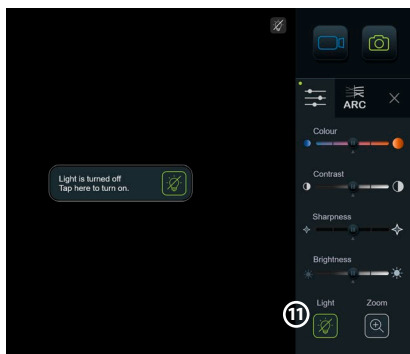 ARC
Colour
Light is turned off
Tap here to turn on.
Contrast
Sharpness
Brightness
11
Light Zoom